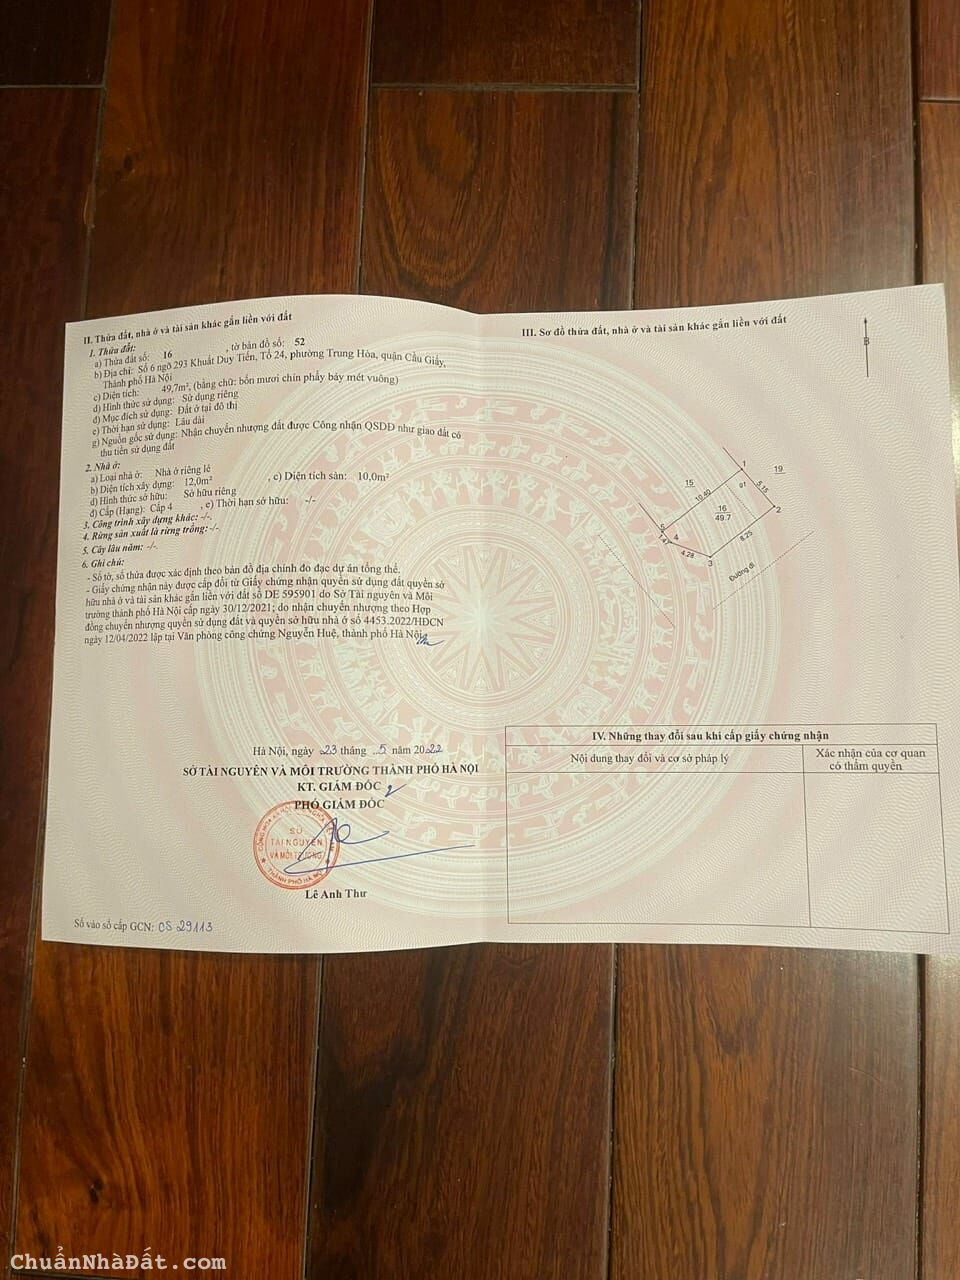 II. Thửa đất, nhà ở và tài sản khác gắn liền với đất
1. Thửa đất:
a) Thửa đất số: 16 , tờ bản đồ số: 52
b) Địa chỉ: Số 6 ngõ 293 Khuất Duy Tiến, Tổ 24, phường Trung Hòa, quận Cầu Giấy,
Thành phố Hà Nội
c) Diện tích: 49,7m², (bằng chữ: bốn mươi chín phẩy bảy mét vuông)
d) Hình thức sử dụng: Sử dụng riêng
đ) Mục đích sử dụng: Đất ở tại đô thị
e) Thời hạn sử dụng: Lâu dài
g) Nguồn gốc sử dụng: Nhận chuyển nhượng đất được Công nhận QSDĐ như giao đất có
thu tiền sử dụng đất
2. Nhà ở:
a) Loại nhà ở: Nhà ở riêng lẻ
b) Diện tích xây dựng: 12,0m² , c) Diện tích sàn: 10,0m²
d) Hình thức sở hữu: Sở hữu riêng
đ) Cấp (Hạng): Cấp 4 , e) Thời hạn sở hữu: -/-
3. Công trình xây dựng khác: -/-.
4. Rừng sản xuất là rừng trồng: -/-.
5. Cây lâu năm: -/-.
6. Ghi chú:
- Số tờ, số thửa được xác định theo bản đồ địa chính đo đạc dự án tổng thể.
- Giấy chứng nhận này được cấp đổi từ Giấy chứng nhận quyền sử dụng đất quyền sở
hữu nhà ở và tài sản khác gắn liền với đất số DE 595901 do Sở Tài nguyên và Môi
trường thành phố Hà Nội cấp ngày 30/12/2021; do nhận chuyển nhượng theo Hợp
đồng chuyển nhượng quyền sử dụng đất và quyền sở hữu nhà ở số 4453.2022/HĐCN
ngày 12/04/2022 lập tại Văn phòng công chứng Nguyễn Huệ, thành phố Hà Nội.
Hà Nội, ngày 23 tháng 5 năm 2022
SỞ TÀI NGUYÊN VÀ MÔI TRƯỜNG THÀNH PHỐ HÀ NỘI
KT. GIÁM ĐỐC
PHÓ GIÁM ĐỐC
SỞ
TÀI NGUYÊN
VÀ MÔI TRƯỜNG
THÀNH PHỐ HÀ NỘI
Lê Anh Thư
Số vào sổ cấp GCN: CS 29113
III. Sơ đồ thửa đất, nhà ở và tài sản khác gắn liền với đất
B
1
19
15
10.40
g1
5.15
16
49.7
2
5
1.47
4
4.28
3
8.25
Đường đi
IV. Những thay đổi sau khi cấp giấy chứng nhận
Nội dung thay đổi và cơ sở pháp lý
Xác nhận của cơ quan
có thẩm quyền
ChuẩnNhàĐất.com